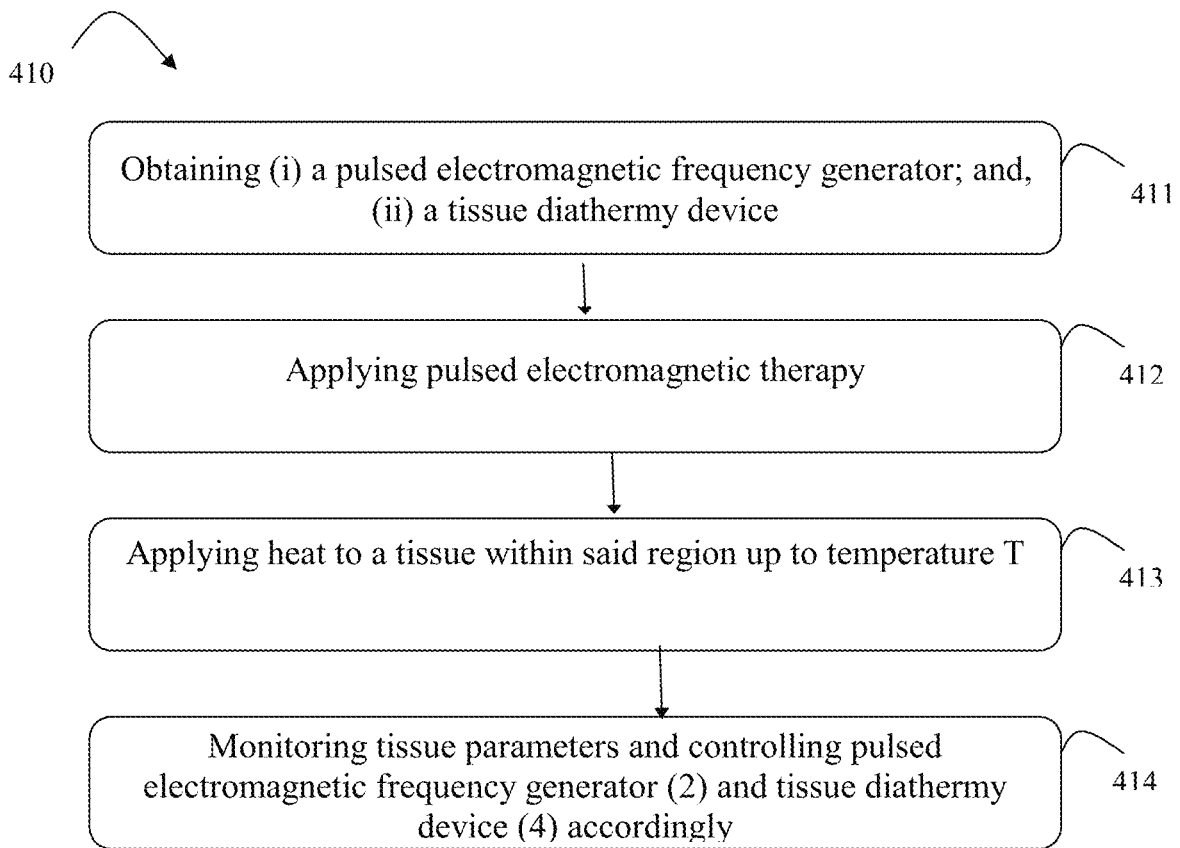 410
Obtaining (i) a pulsed electromagnetic frequency generator; and,
(ii) a tissue diathermy device
411
Applying pulsed electromagnetic therapy
412
Applying heat to a tissue within said region up to temperature T
413
Monitoring tissue parameters and controlling pulsed
electromagnetic frequency generator (2) and tissue diathermy
device (4) accordingly
414